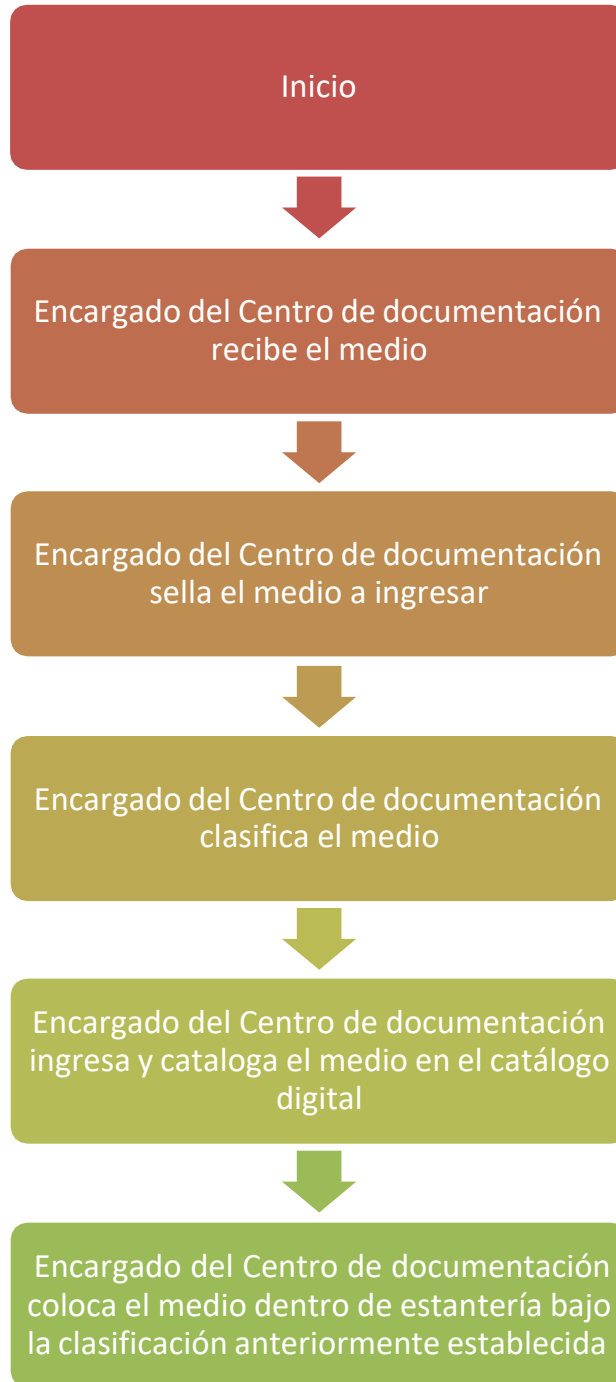 Inicio
Encargado del Centro de documentación
recibe el medio
Encargado del Centro de documentación
sella el medio a ingresar
Encargado del Centro de documentación
clasifica el medio
Encargado del Centro de documentación
ingresa y cataloga el medio en el catálogo
digital
Encargado del Centro de documentación
coloca el medio dentro de estantería bajo
la clasificación anteriormente establecida